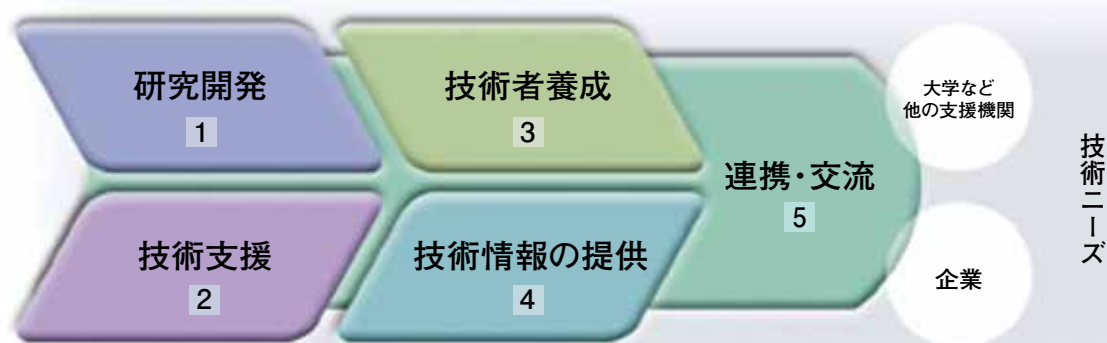 研究開発
1
技術者養成
3
技術支援
2
技術情報の提供
4
連携・交流
5
大学など
他の支援機関
企業
技術ニーズ